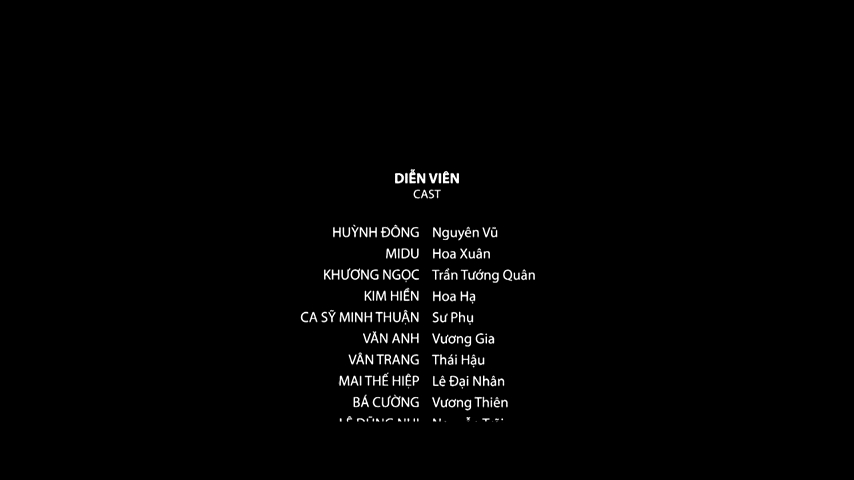 DIỄN VIÊN
CAST
HUỲNH ĐÔNG Nguyên Vũ
MIDU Hoa Xuân
KHƯƠNG NGỌC Trần Tướng Quân
KIM HIỀN Hoa Hạ
CA SỸ MINH THUẬN Sư Phụ
VĂN ANH Vương Gia
VÂN TRANG Thái Hậu
MAI THẾ HIỆP Lê Đại Nhân
BÁ CƯỜNG Vương Thiên